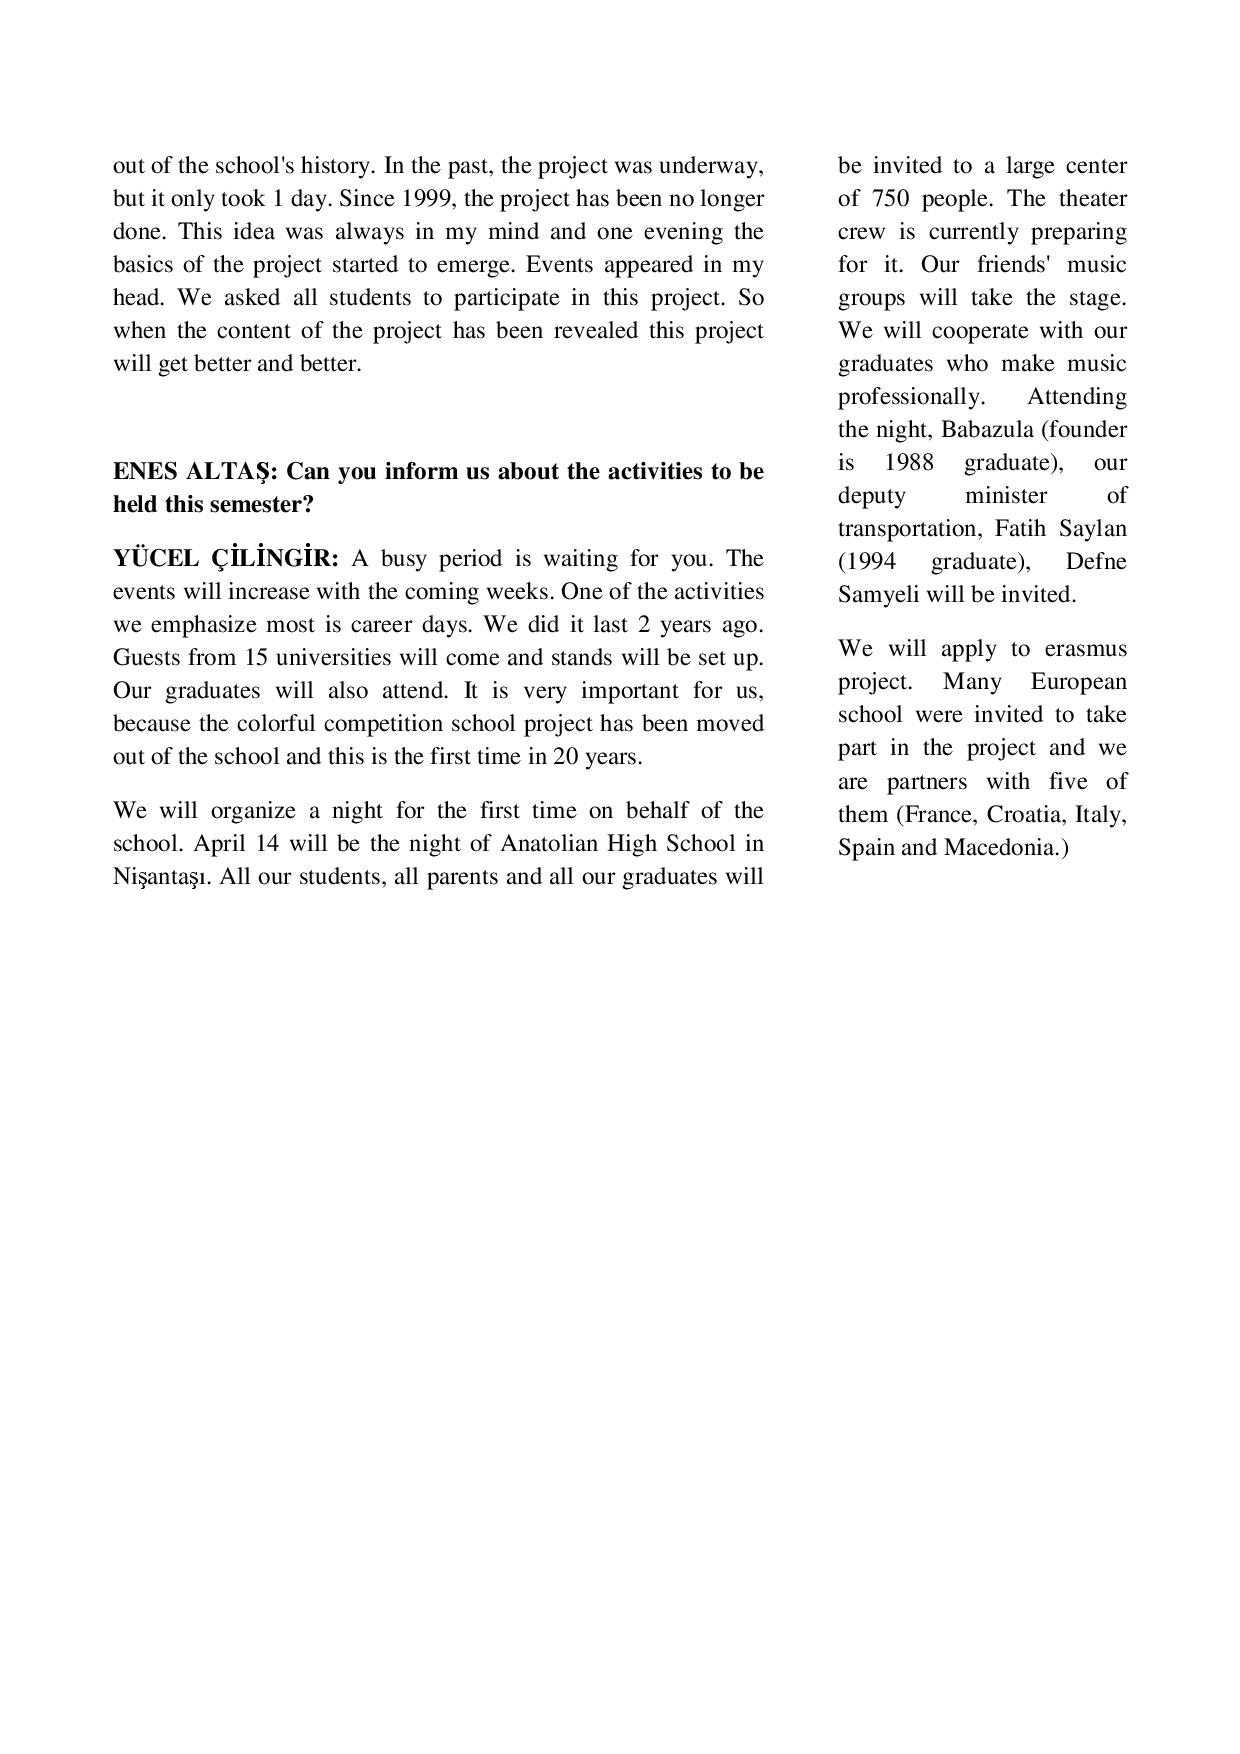 out of the school's history. In the past, the project was underway,
but it only took 1 day. Since 1999, the project has been no longer
done. This idea was always in my mind and one evening the
basics of the project started to emerge. Events appeared in my
head. We asked all students to participate in this project. So
when the content of the project has been revealed this project
will get better and better.
ENES ALTAŞ: Can you inform us about the activities to be
held this semester?
YÜCEL ÇİLİNGİR: A busy period is waiting for you. The
events will increase with the coming weeks. One of the activities
we emphasize most is career days. We did it last 2 years ago.
Guests from 15 universities will come and stands will be set up.
Our graduates will also attend. It is very important for us,
because the colorful competition school project has been moved
out of the school and this is the first time in 20 years.
We will organize a night for the first time on behalf of the
school. April 14 will be the night of Anatolian High School in
Nişantaşı. All our students, all parents and all our graduates will
be invited to a large center
of 750 people. The theater
crew is currently preparing
for it. Our friends' music
groups will take the stage.
We will cooperate with our
graduates who make music
professionally. Attending
the night, Babazula (founder
is 1988 graduate), our
deputy minister of
transportation, Fatih Saylan
(1994 graduate), Defne
Samyeli will be invited.
We will apply to erasmus
project. Many European
school were invited to take
part in the project and we
are partners with five of
them (France, Croatia, Italy,
Spain and Macedonia.)